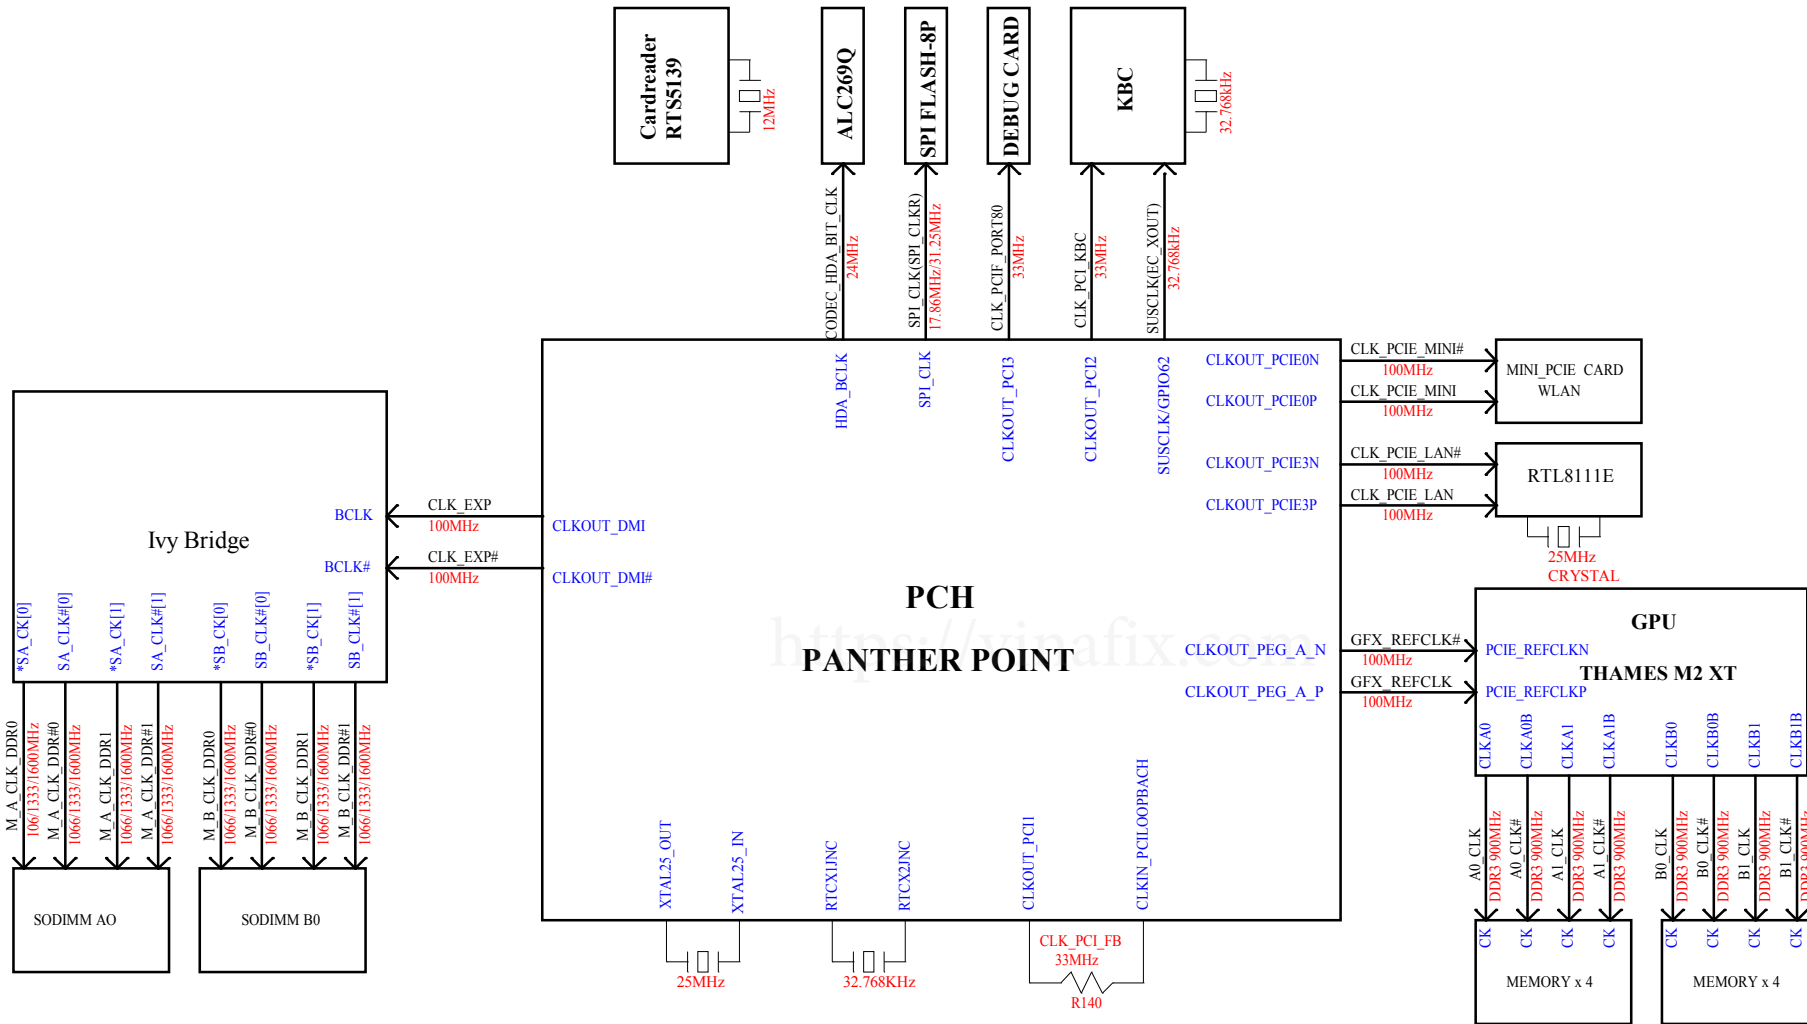 Cardreader
RTS5139
12MHz
ALC269Q
SPI FLASH-8P
DEBUG CARD
KBC
32.768kHz
CODEC_HDA_BIT_CLK
24MHz
SPI_CLK(SPI_CLKR)
17.86MHz/31.25MHz
CLK_PCIF_PORT80
33MHz
CLK_PCI_KBC
33MHz
SUSCLK(EC_XOUT)
32.768kHz
HDA_BCLK
SPI_CLK
CLKOUT_PCI3
CLKOUT_PCI2
SUSCLK/GPIO62
CLKOUT_PCIE0N
CLK_PCIE_MINI#
100MHz
CLKOUT_PCIE0P
CLK_PCIE_MINI
100MHz
MINI_PCIE CARD
WLAN
CLKOUT_PCIE3N
CLK_PCIE_LAN#
100MHz
CLKOUT_PCIE3P
CLK_PCIE_LAN
100MHz
RTL8111E
25MHz
CRYSTAL
Ivy Bridge
BCLK
CLK_EXP
100MHz
CLKOUT_DMI
BCLK#
CLK_EXP#
100MHz
CLKOUT_DMI#
*SA_CK[0]
SA_CLK#[0]
*SA_CK[1]
SA_CLK#[1]
*SB_CK[0]
SB_CLK#[0]
*SB_CK[1]
SB_CLK#[1]
PCH
PANTHER POINT
https://vinafix.com
CLKOUT_PEG_A_N
GFX_REFCLK#
100MHz
PCIE_REFCLKN
CLKOUT_PEG_A_P
GFX_REFCLK
100MHz
PCIE_REFCLKP
GPU
THAMES M2 XT
CLKA0
CLKA0B
CLKA1
CLKA1B
CLKB0
CLKB0B
CLKB1
CLKB1B
M_A_CLK_DDR0
106/1333/1600MHz
M_A_CLK_DDR#0
1066/1333/1600MHz
M_A_CLK_DDR1
1066/1333/1600MHz
M_A_CLK_DDR#1
1066/1333/1600MHz
M_B_CLK_DDR0
1066/1333/1600MHz
M_B_CLK_DDR#0
1066/1333/1600MHz
M_B_CLK_DDR1
1066/1333/1600MHz
M_B_CLK_DDR#1
1066/1333/1600MHz
SODIMM AO
SODIMM B0
XTAL25_OUT
XTAL25_IN
25MHz
RTCX1JNC
RTCX2JNC
32.768KHz
CLKOUT_PCI1
CLKIN_PCILOOPBACH
CLK_PCI_FB
33MHz
R140
A0_CLK
DDR3 900MHz
A0_CLK#
DDR3 900MHz
A1_CLK
DDR3 900MHz
A1_CLK#
DDR3 900MHz
B0_CLK
DDR3 900MHz
B0_CLK#
DDR3 900MHz
B1_CLK
DDR3 900MHz
B1_CLK#
DDR3 900MHz
CK
CK
CK
CK
CK
CK
CK
CK
MEMORY x 4
MEMORY x 4